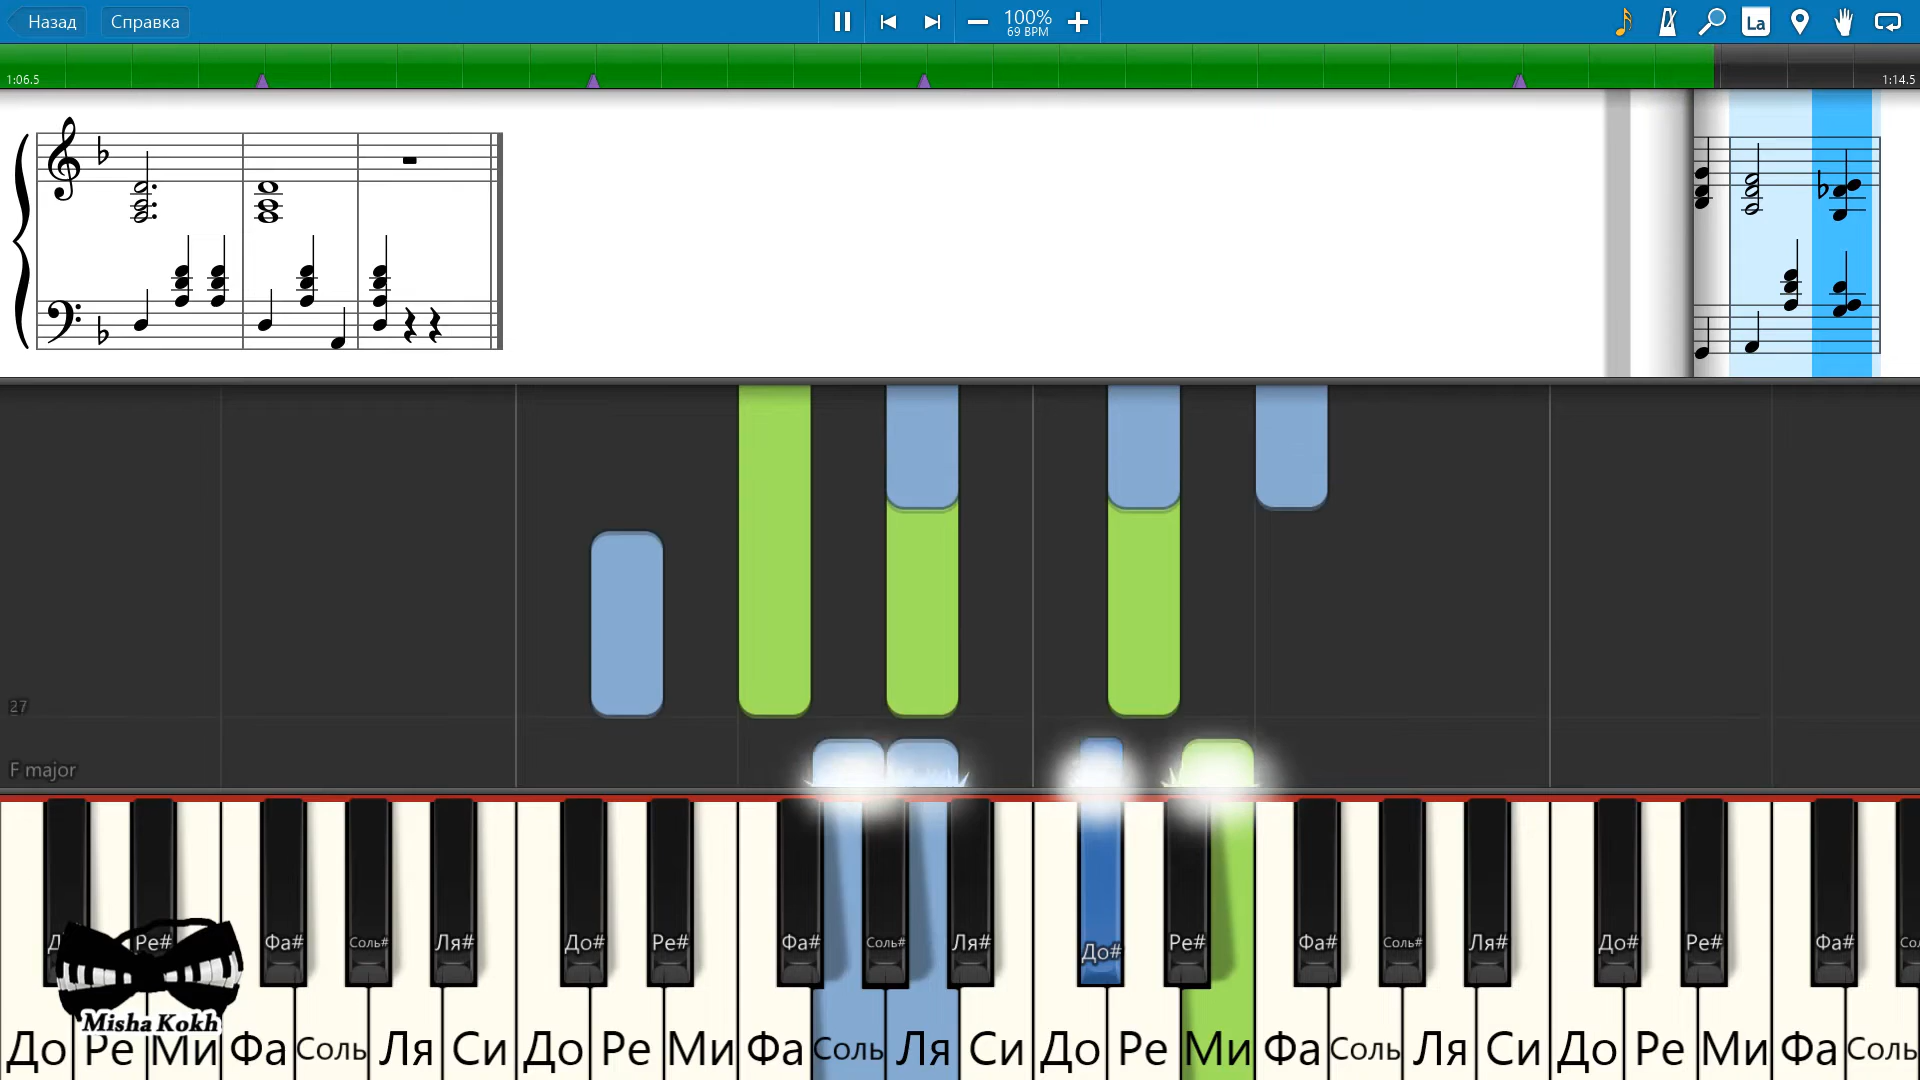 Назад Справка 100% La
69 BPM
1:06.5 1:14.5
27
F major
Ре# Фа# Соль# Ля# До# Ре# Фа# Соль# Ля# До# Ре# Фа# Соль# Ля# До# Ре# Фа#
Misha Kokh
До Ре Ми Фа Соль Ля Си До Ре Ми Фа Соль Ля Си До Ре Ми Фа Соль Ля Си До Ре Ми Фа Соль